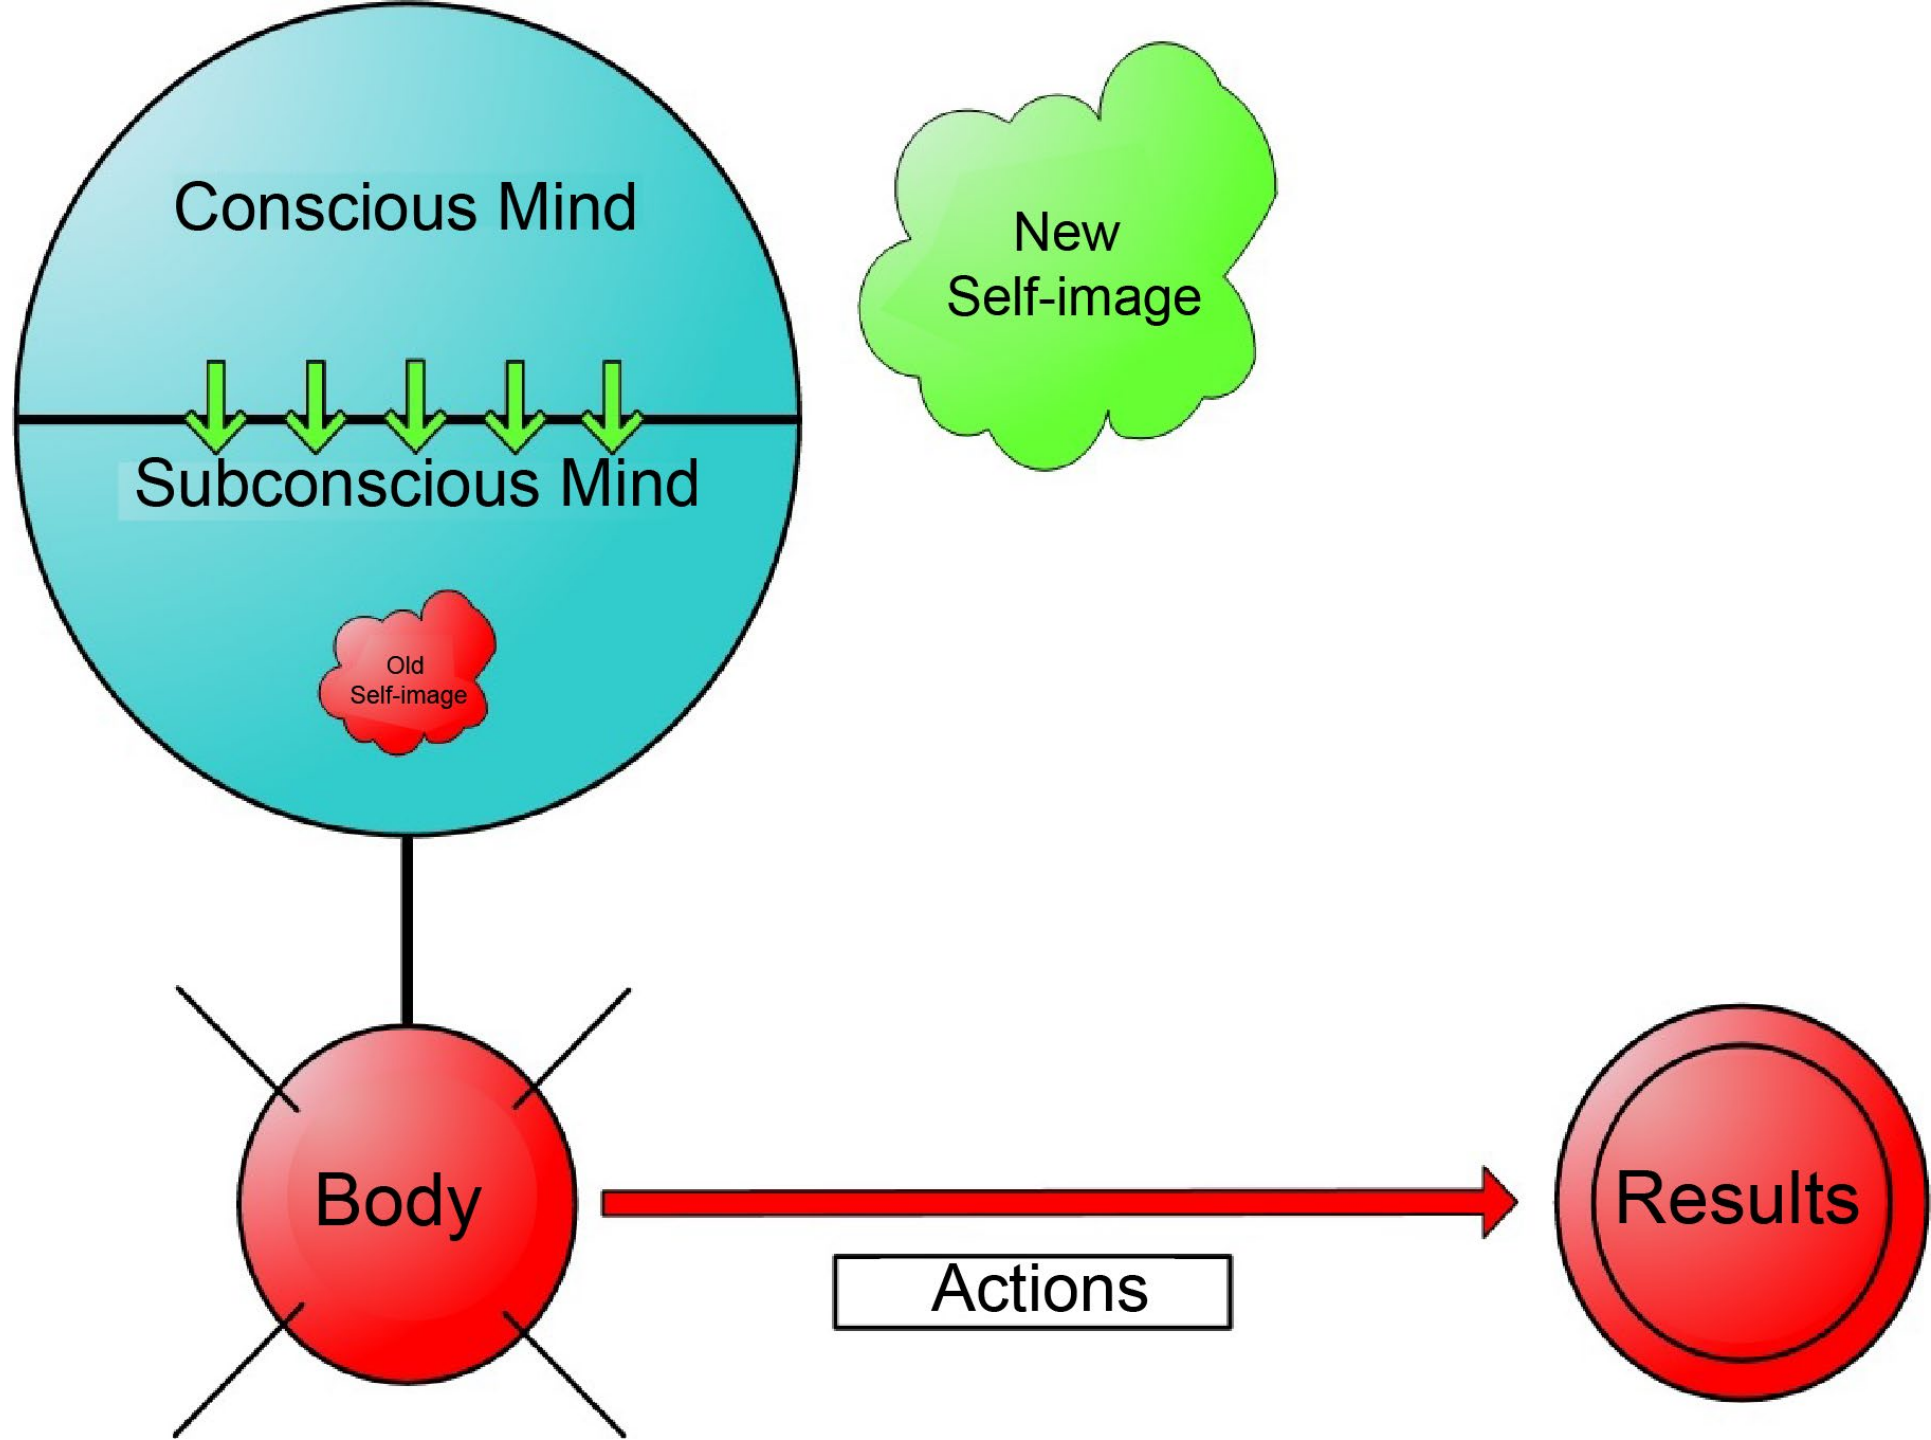 Conscious Mind
New
Self-image
Subconscious Mind
Old
Self-image
Body
Actions
Results